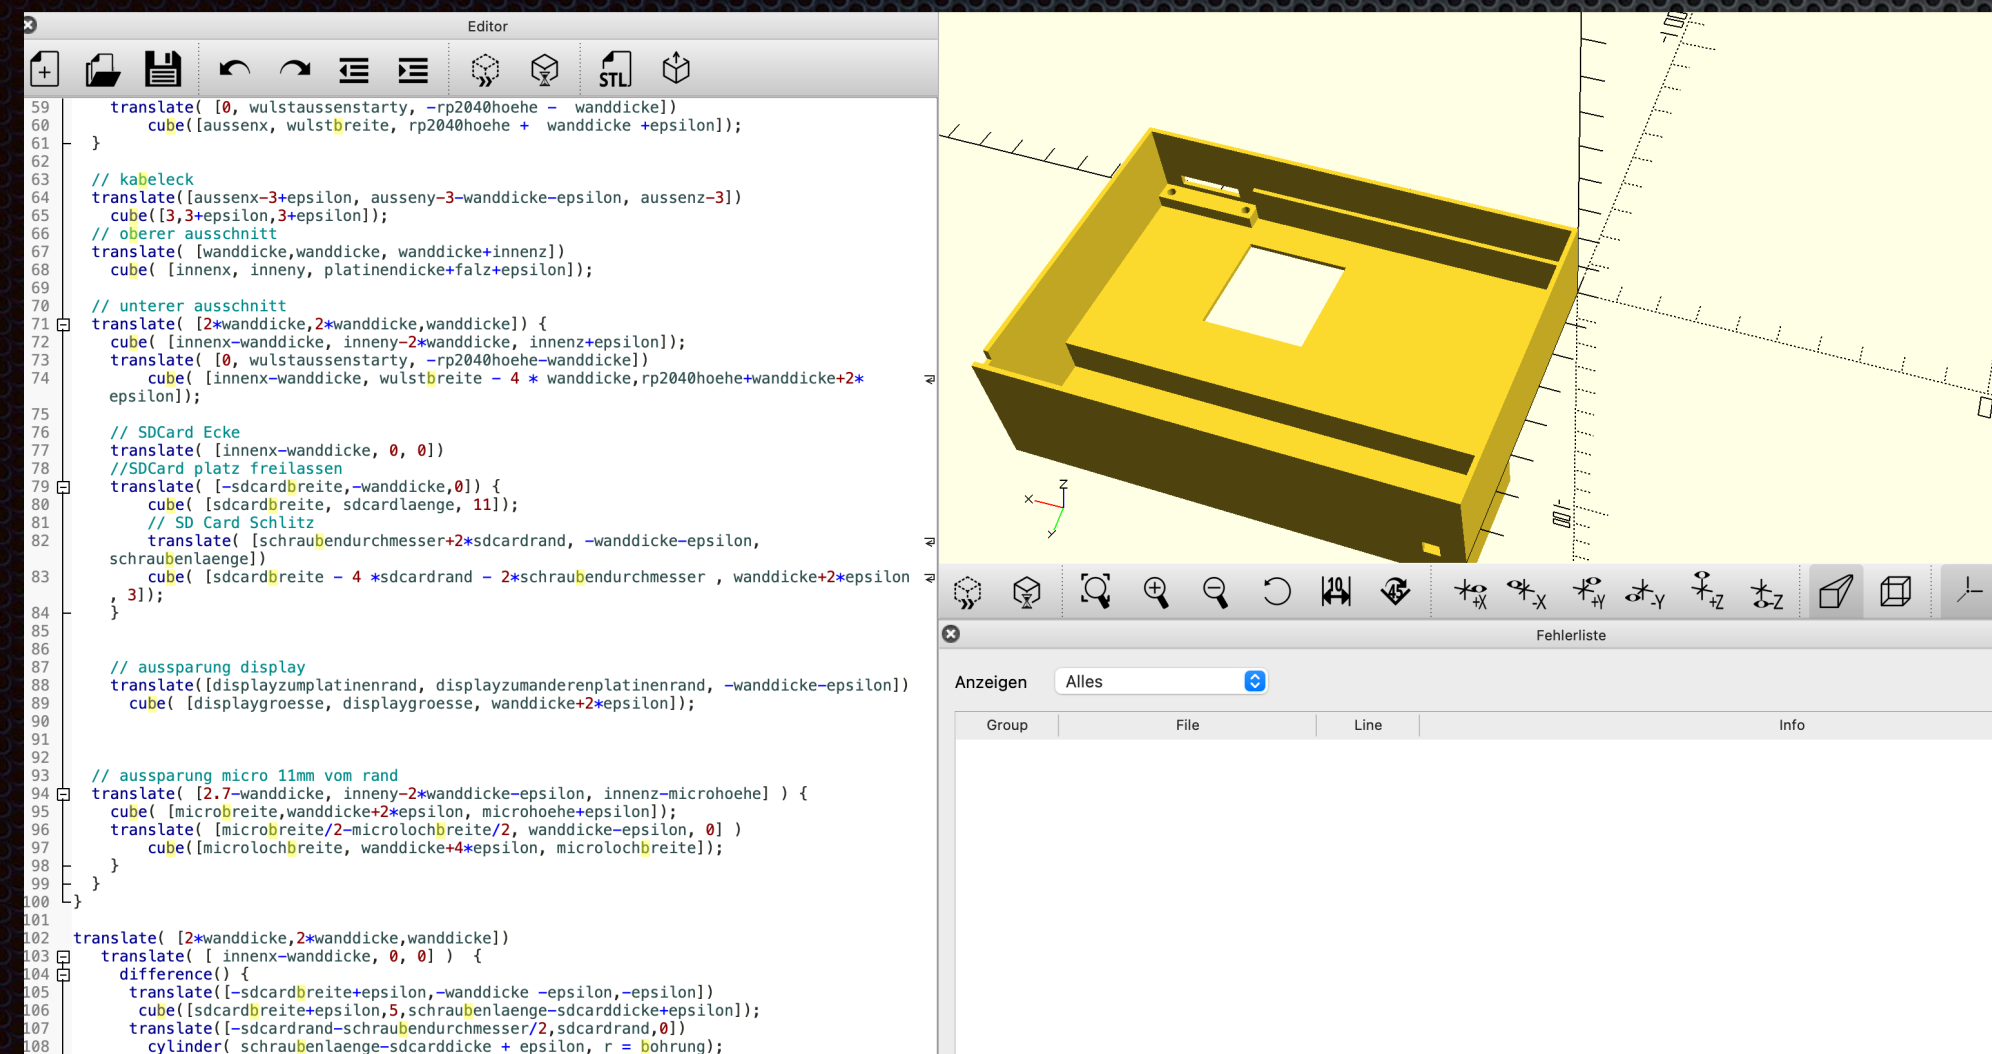 Editor
STL
59 translate( [0, wulstaussenstarty, -rp2040hoehe - wanddicke])
60 cube([aussenx, wulstbreite, rp2040hoehe + wanddicke +epsilon]);
61 }
62
63 // kabeleck
64 translate([aussenx-3+epsilon, ausseny-3-wanddicke-epsilon, aussenz-3])
65 cube([3,3+epsilon,3+epsilon]);
66 // oberer ausschnitt
67 translate( [wanddicke,wanddicke, wanddicke+innenz])
68 cube( [innenx, inneny, platinendicke+falz+epsilon]);
69
70 // unterer ausschnitt
71 translate( [2*wanddicke,2*wanddicke,wanddicke]) {
72 cube( [innenx-wanddicke, inneny-2*wanddicke, innenz+epsilon]);
73 translate( [0, wulstaussenstarty, -rp2040hoehe-wanddicke])
74 cube( [innenx-wanddicke, wulstbreite - 4 * wanddicke,rp2040hoehe+wanddicke+2*
epsilon]);
75
76 // SDCard Ecke
77 translate( [innenx-wanddicke, 0, 0])
78 //SDCard platz freilassen
79 translate( [-sdcardbreite,-wanddicke,0]) {
80 cube( [sdcardbreite, sdcardlaenge, 11]);
81 // SD Card Schlitz
82 translate( [schraubendurchmesser+2*sdcardrand, -wanddicke-epsilon,
schraubenlaenge])
83 cube( [sdcardbreite - 4 *sdcardrand - 2*schraubendurchmesser , wanddicke+2*epsilon
, 3]);
84 }
85
86
87 // aussparung display
88 translate([displayzumplatinenrand, displayzumanderenplatinenrand, -wanddicke-epsilon])
89 cube( [displaygroesse, displaygroesse, wanddicke+2*epsilon]);
90
91
92
93 // aussparung micro 11mm vom rand
94 translate( [2.7-wanddicke, inneny-2*wanddicke-epsilon, innenz-microhoehe] ) {
95 cube( [microbreite,wanddicke+2*epsilon, microhoehe+epsilon]);
96 translate( [microbreite/2-microlochbreite/2, wanddicke-epsilon, 0] )
97 cube([microlochbreite, wanddicke+4*epsilon, microlochbreite]);
98 }
99 }
100 }
101
102 translate( [2*wanddicke,2*wanddicke,wanddicke])
103 translate( [ innenx-wanddicke, 0, 0] ) {
104 difference() {
105 translate([-sdcardbreite+epsilon,-wanddicke -epsilon,-epsilon])
106 cube([sdcardbreite+epsilon,5,schraubenlaenge-sdcarddicke+epsilon]);
107 translate([-sdcardrand-schraubendurchmesser/2,sdcardrand,0])
108 cylinder( schraubenlaenge-sdcarddicke + epsilon, r = bohrung);
Z
X
Y
10
45
+X
-X
+Y
-Y
+Z
-Z
Fehlerliste
Anzeigen Alles
Group File Line Info